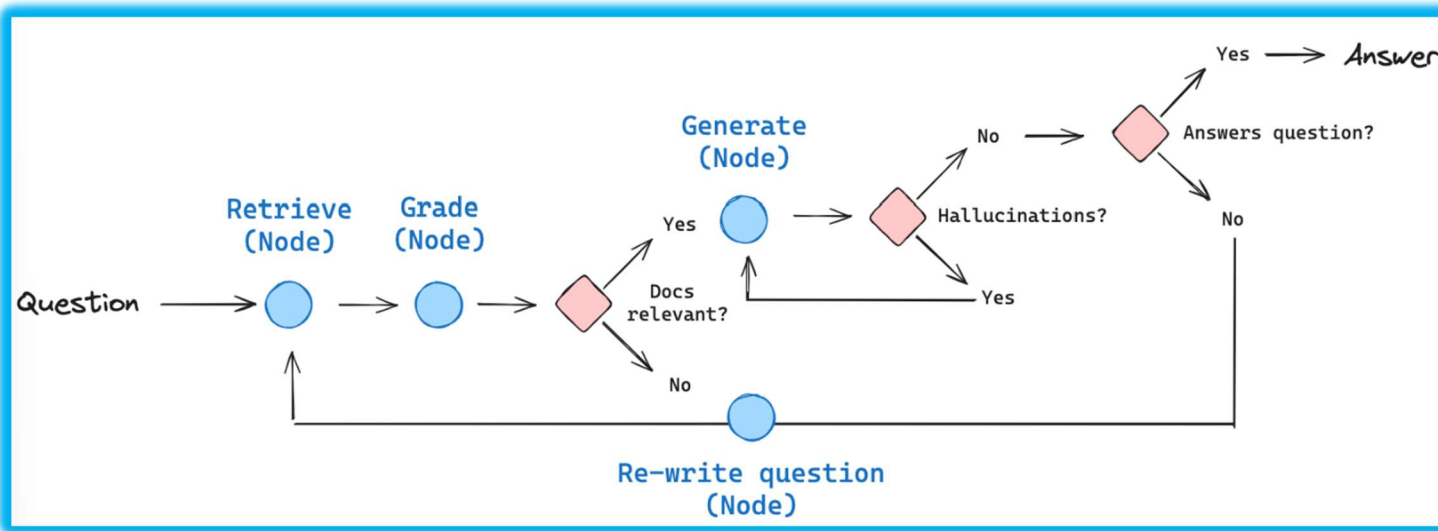 Yes
Answer
Generate
(Node)
No
Answers question?
Retrieve
(Node)
Grade
(Node)
Yes
Hallucinations?
No
Question
Docs
relevant?
Yes
No
Re-write question
(Node)